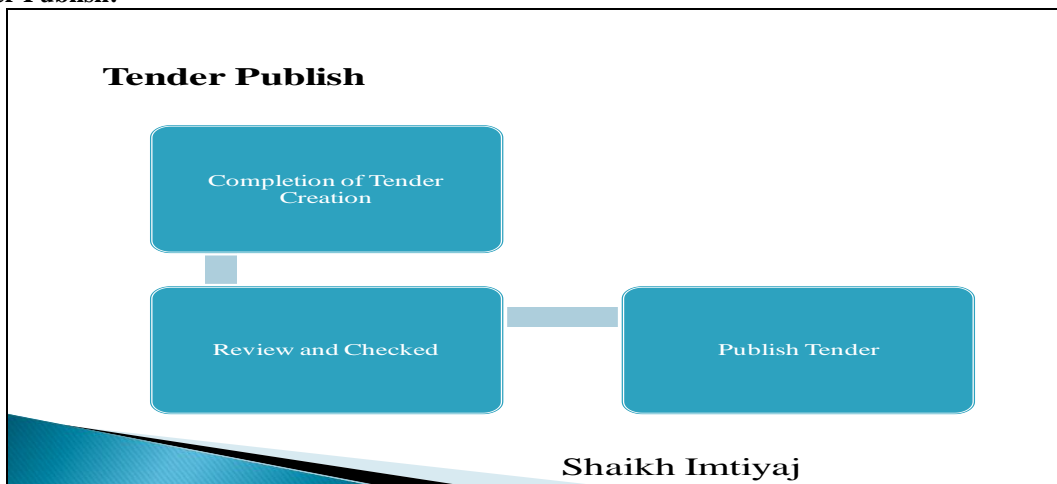 Tender Publish
Completion of Tender
Creation
Review and Checked
Publish Tender
Shaikh Imtiyaj